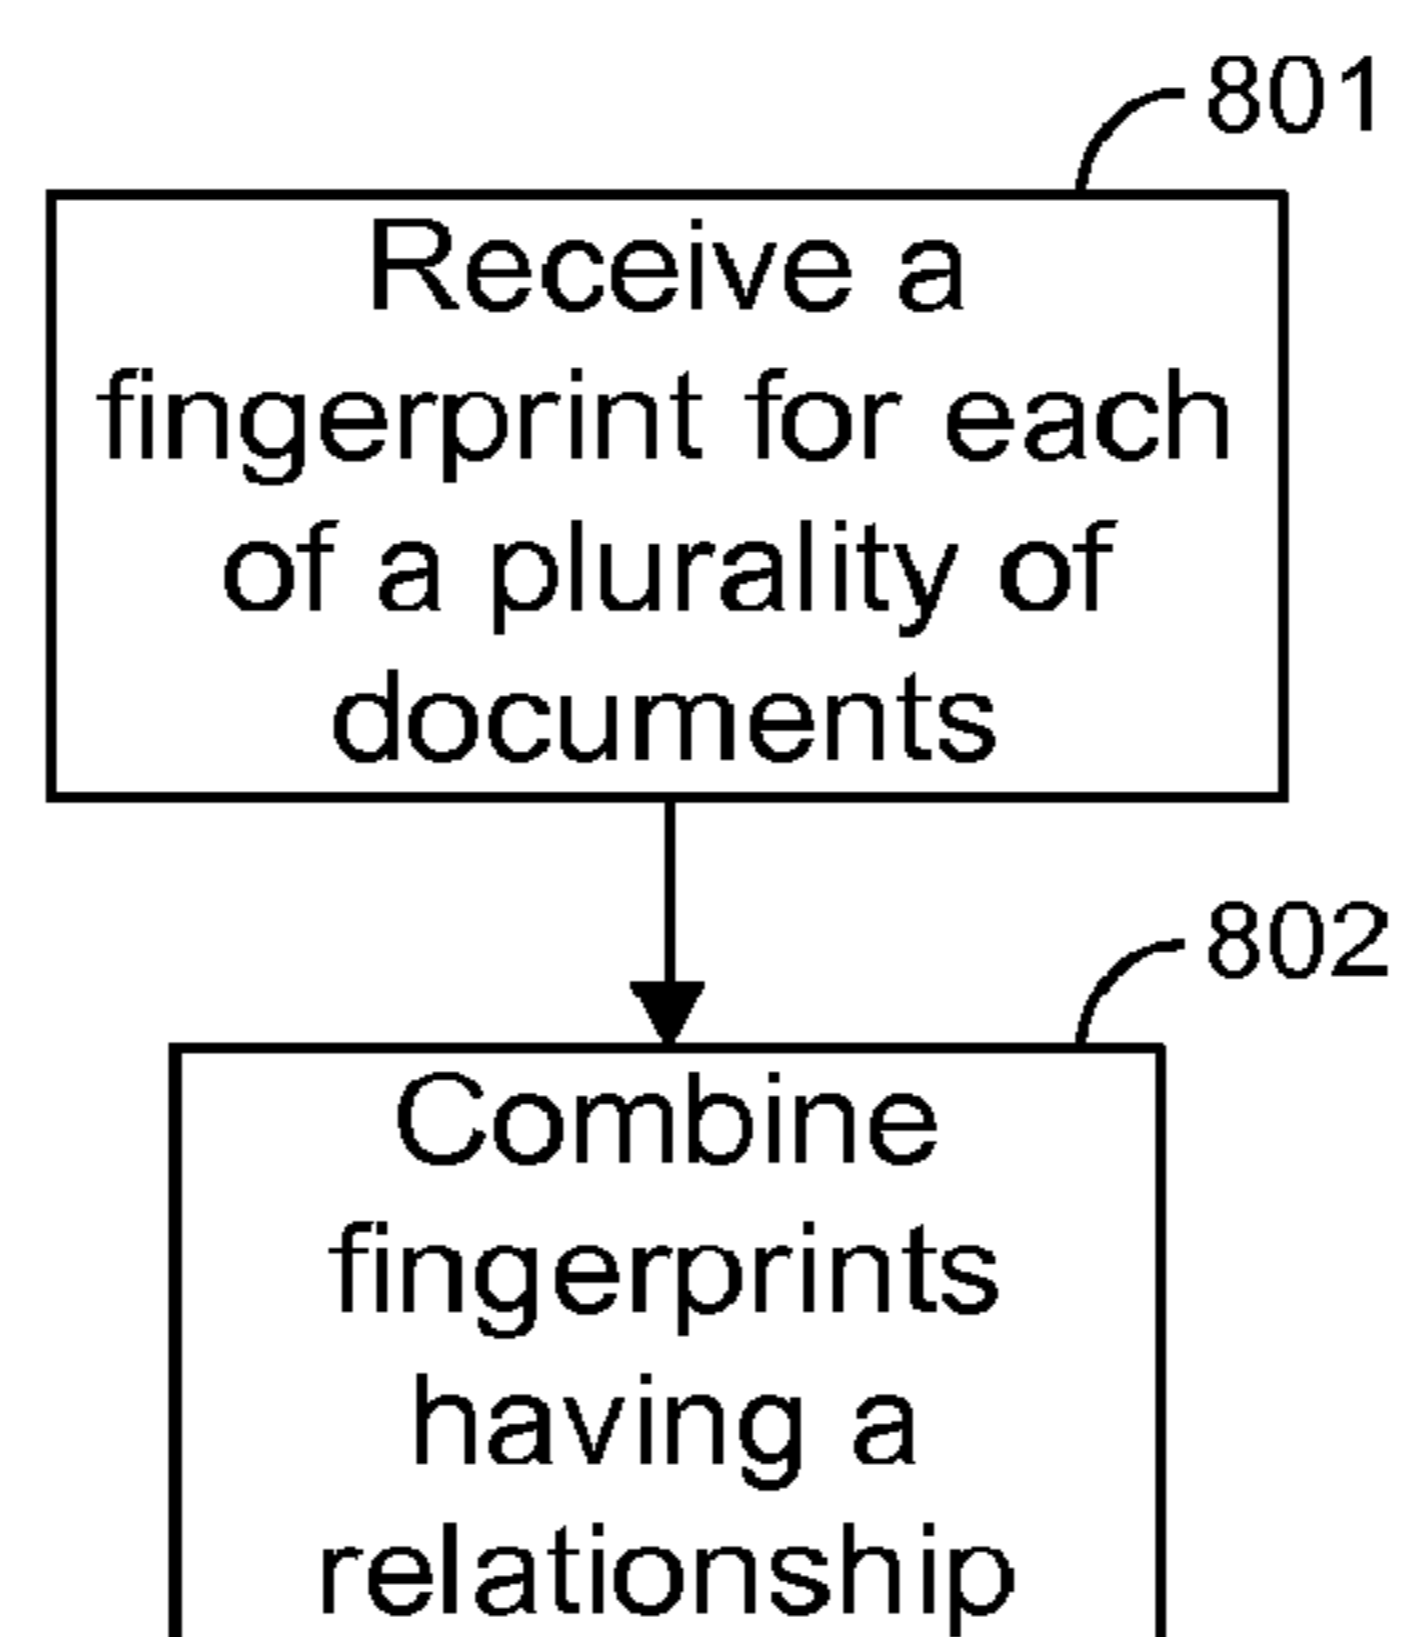 801
Receive a
fingerprint for each
of a plurality of
documents
802
Combine
fingerprints
having a
relationship